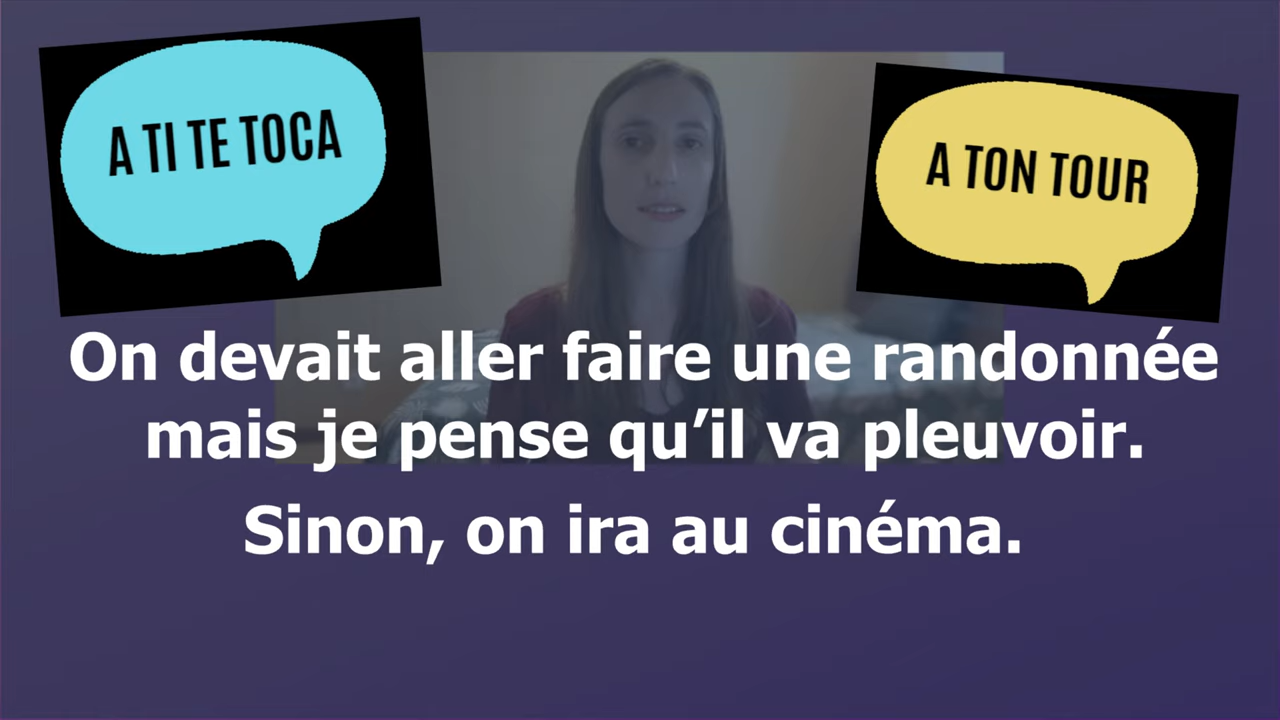 A TI TE TOCA
A TON TOUR
On devait aller faire une randonnée
mais je pense qu’il va pleuvoir.
Sinon, on ira au cinéma.